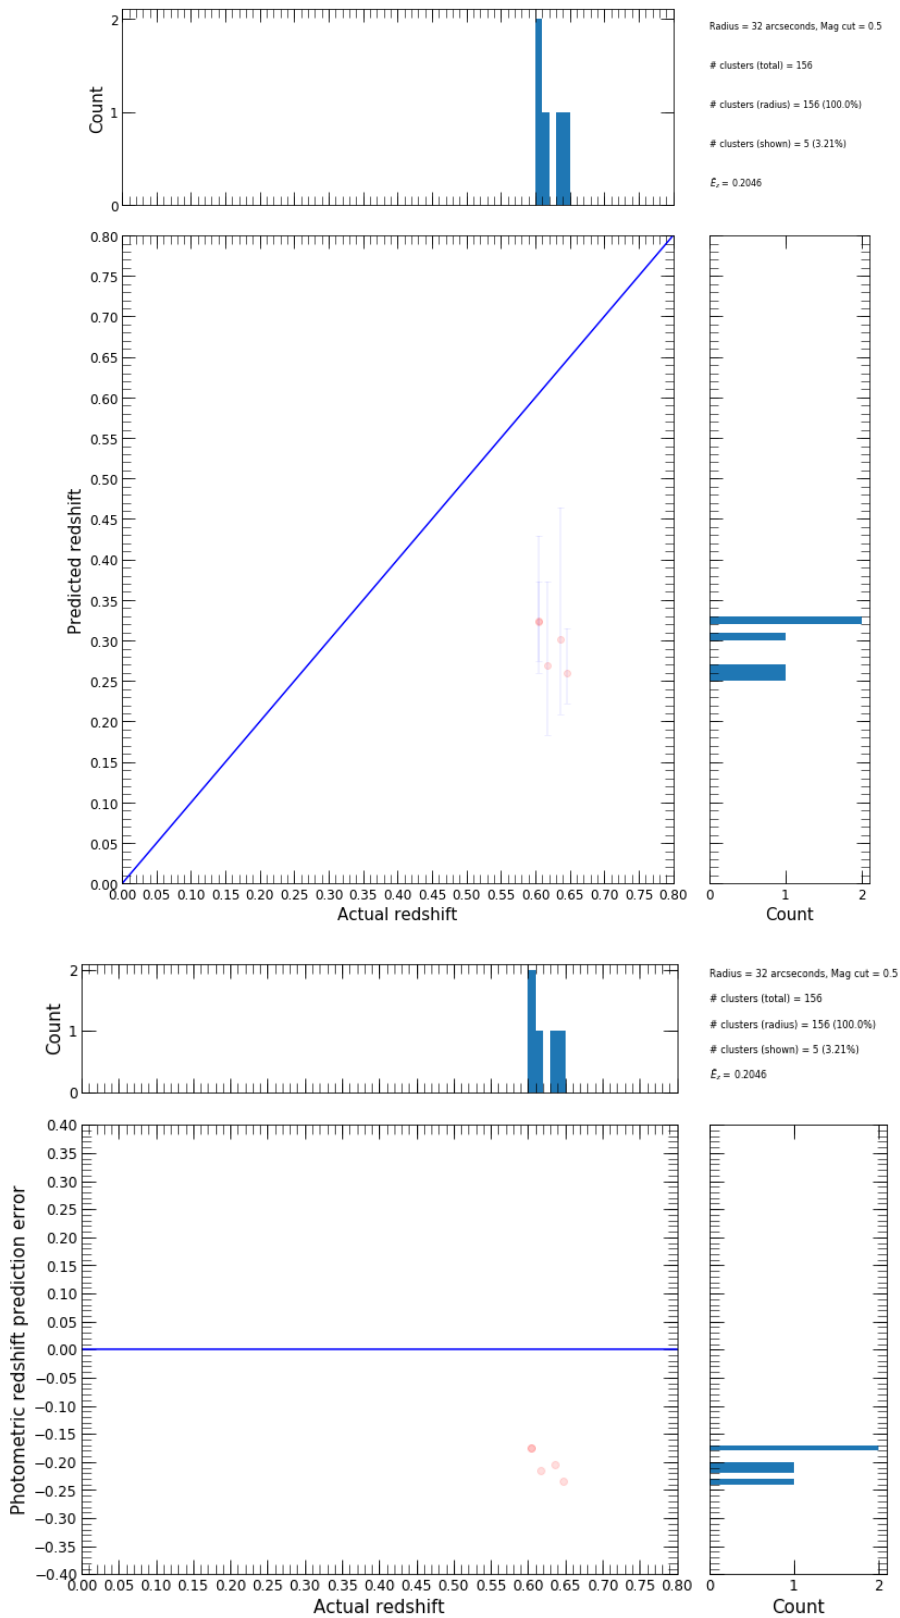 2
1
0
Count
Radius = 32 arcseconds, Mag cut = 0.5
# clusters (total) = 156
# clusters (radius) = 156 (100.0%)
# clusters (shown) = 5 (3.21%)
Ēz = 0.2046
0.80
0.75
0.70
0.65
0.60
0.55
0.50
0.45
0.40
0.35
0.30
0.25
0.20
0.15
0.10
0.05
0.00
Predicted redshift
0.00 0.05 0.10 0.15 0.20 0.25 0.30 0.35 0.40 0.45 0.50 0.55 0.60 0.65 0.70 0.75 0.80
Actual redshift
0 1 2
Count
2
1
0
Count
Radius = 32 arcseconds, Mag cut = 0.5
# clusters (total) = 156
# clusters (radius) = 156 (100.0%)
# clusters (shown) = 5 (3.21%)
Ēz = 0.2046
0.40
0.35
0.30
0.25
0.20
0.15
0.10
0.05
0.00
−0.05
−0.10
−0.15
−0.20
−0.25
−0.30
−0.35
−0.40
Photometric redshift prediction error
0.00 0.05 0.10 0.15 0.20 0.25 0.30 0.35 0.40 0.45 0.50 0.55 0.60 0.65 0.70 0.75 0.80
Actual redshift
0 1 2
Count